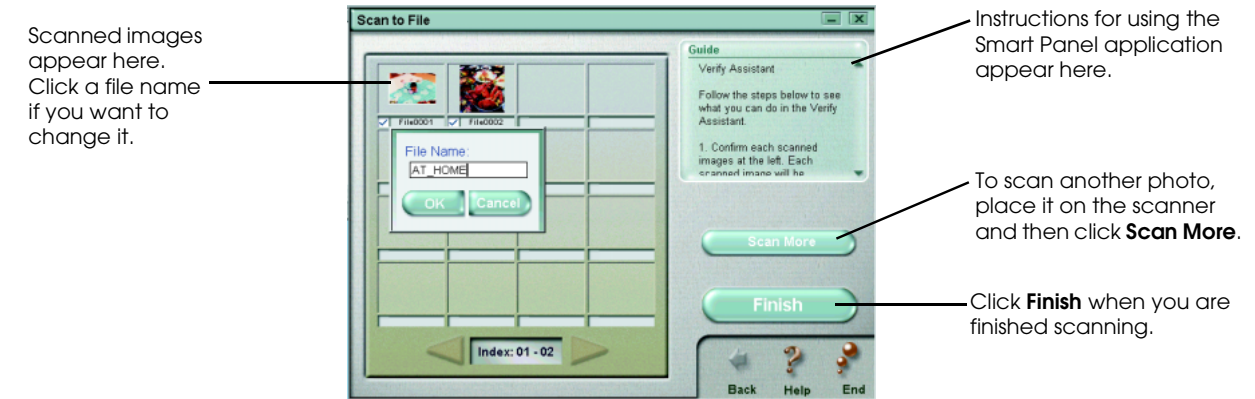 Scanned images
appear here.
Click a file name
if you want to
change it.
Scan to File
File0001 File0002
File Name:
AT_HOME
OK Cancel
Index: 01 - 02
Guide
Verify Assistant
Follow the steps below to see
what you can do in the Verify
Assistant.
1. Confirm each scanned
images at the left. Each
scanned image will be
Scan More
Finish
Back Help End
Instructions for using the
Smart Panel application
appear here.
To scan another photo,
place it on the scanner
and then click Scan More.
Click Finish when you are
finished scanning.